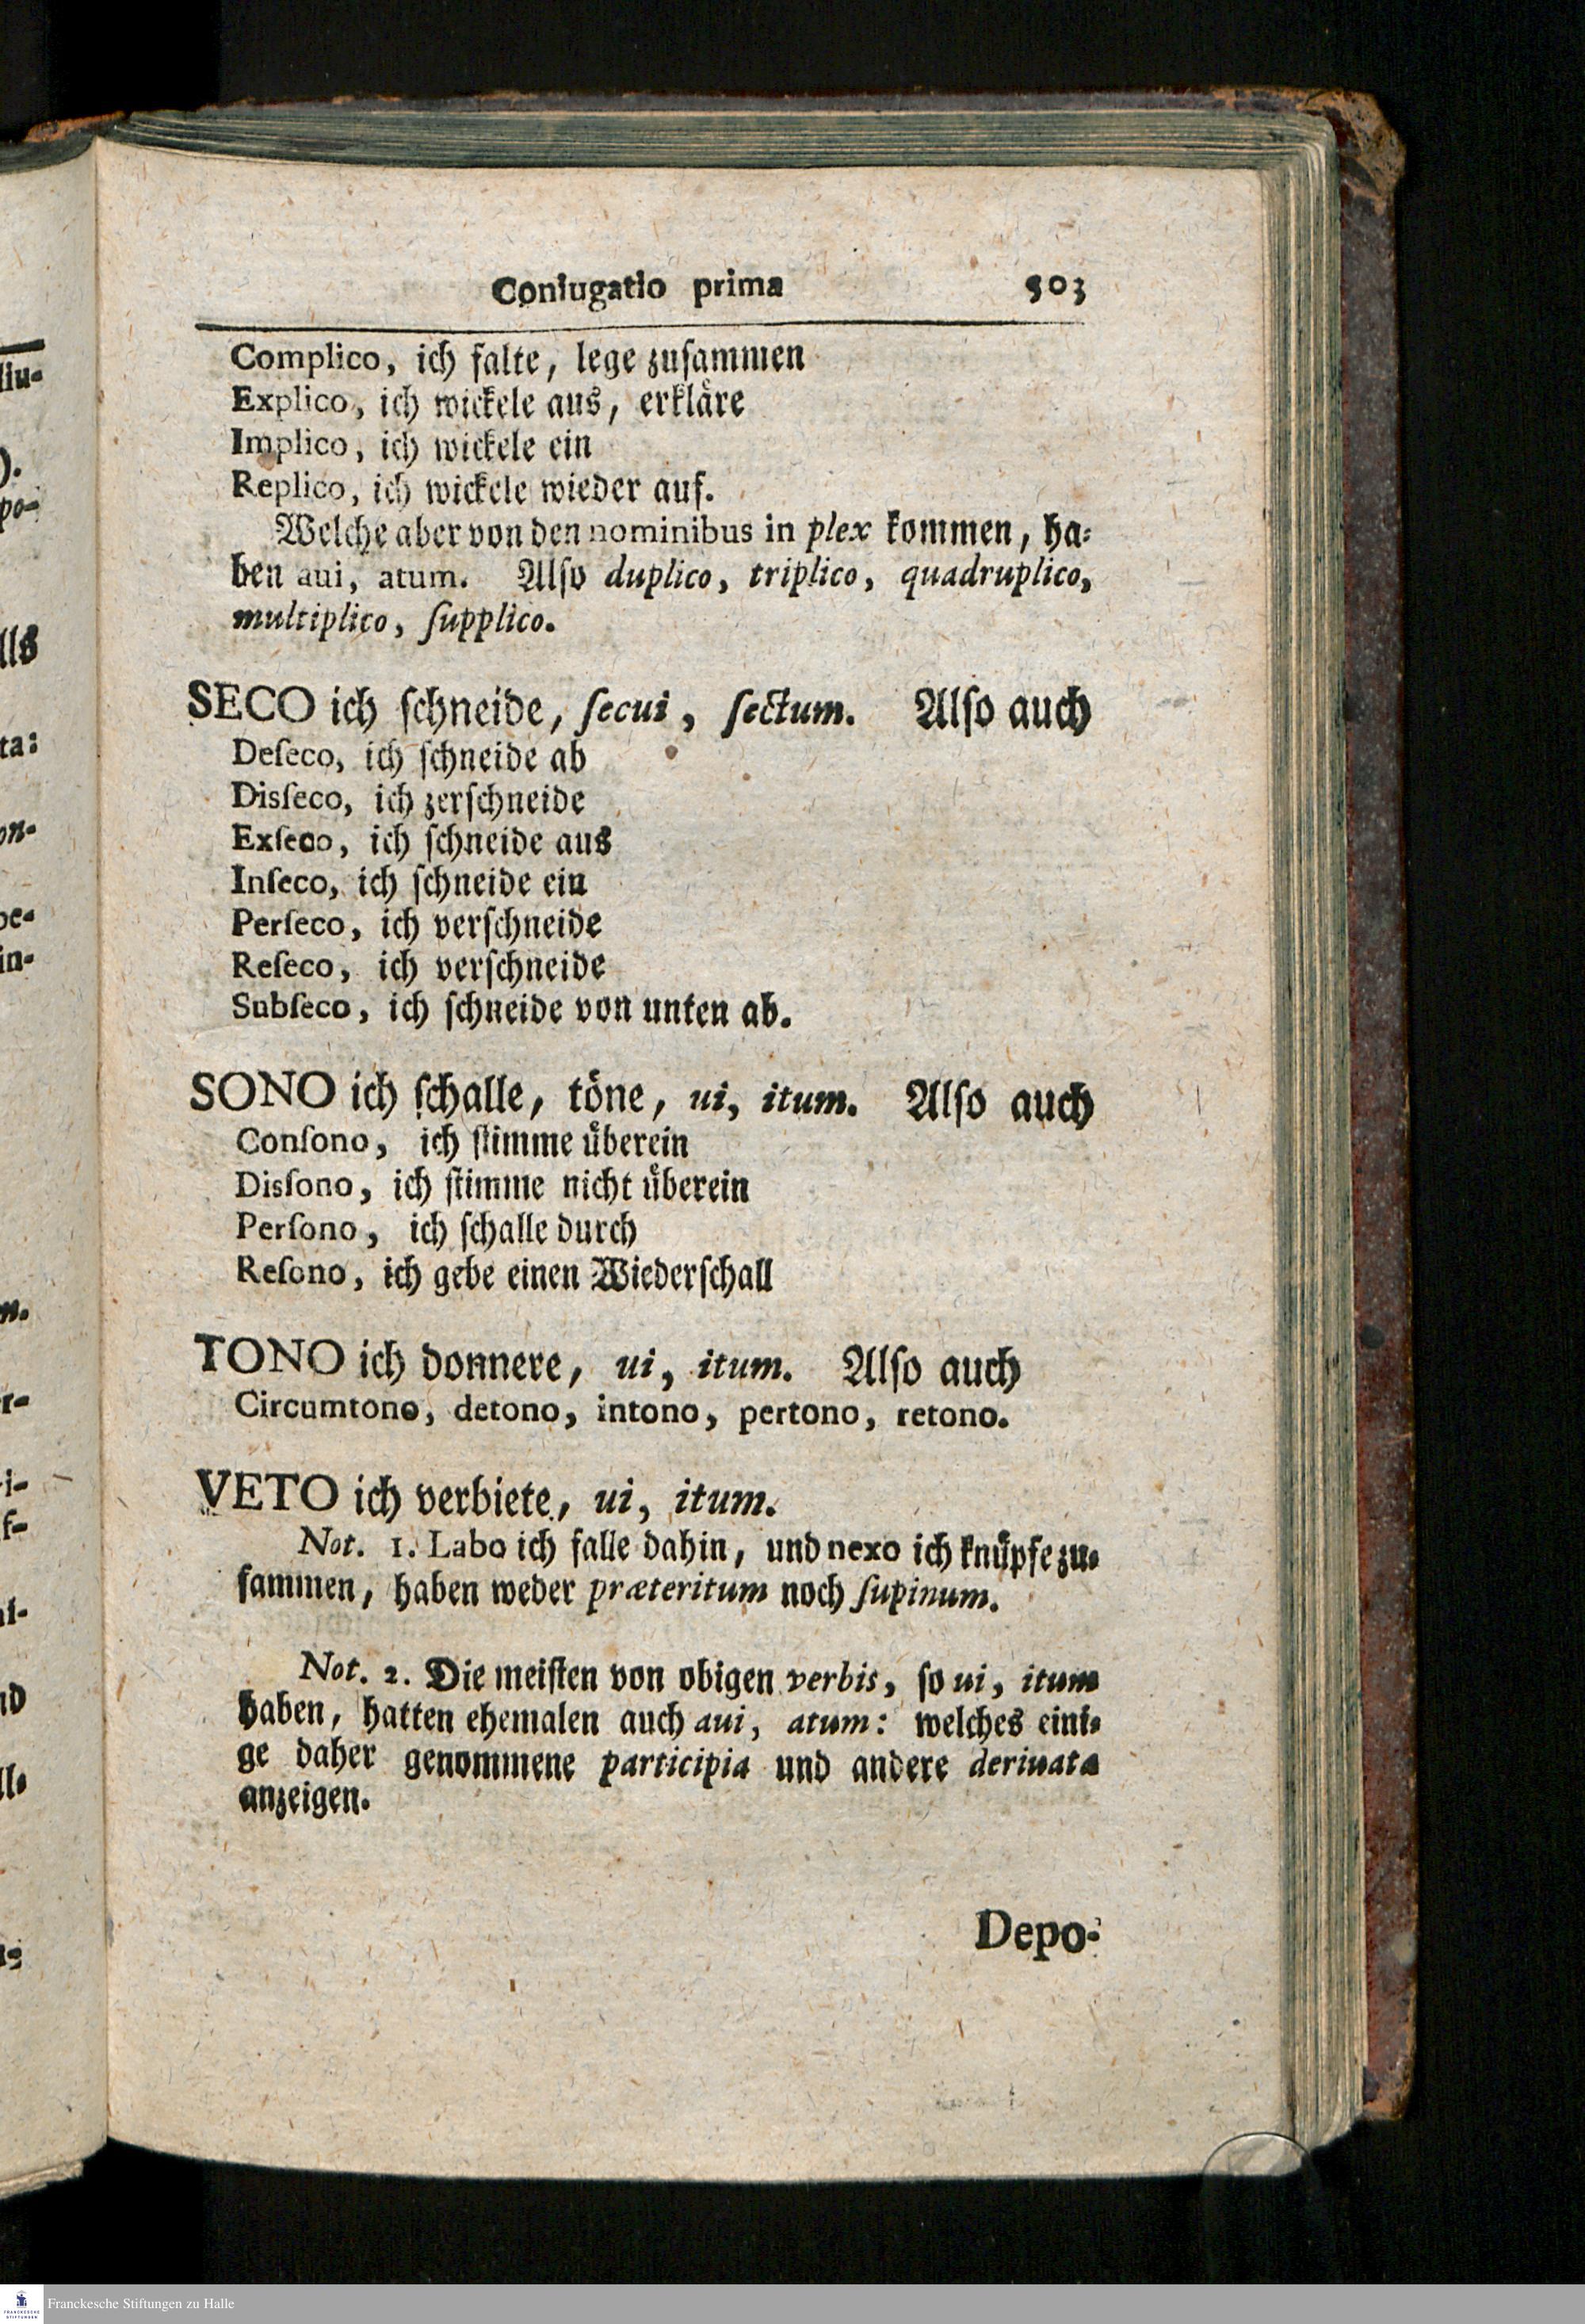 Coniugatio prima 503
Complico, ich falte, lege zuſammen
Explico, ich wickele aus, erkläre
Implico, ich wickele ein
Replico, ich wickele wieder auf.
Welche aber von den nominibus in plex kommen, ha-
ben aui, atum. Alſo duplico, triplico, quadruplico,
multiplico, ſupplico.
SECO ich ſchneide, ſecui, ſectum. Alſo auch
Deſeco, ich ſchneide ab
Disſeco, ich zerſchneide
Exſeco, ich ſchneide aus
Inſeco, ich ſchneide ein
Perſeco, ich verſchneide
Reſeco, ich verſchneide
Subſeco, ich ſchneide von unten ab.
SONO ich ſchalle, töne, ui, itum. Alſo auch
Conſono, ich ſtimme überein
Disſono, ich ſtimme nicht überein
Perſono, ich ſchalle durch
Reſono, ich gebe einen Wiederſchall
TONO ich donnere, ui, itum. Alſo auch
Circumtono, detono, intono, pertono, retono.
VETO ich verbiete, ui, itum.
Not. 1. Labo ich falle dahin, und nexo ich knüpfe zu-
ſammen, haben weder præteritum noch ſupinum.
Not. 2. Die meiſten von obigen verbis, ſo ui, itum
haben, hatten ehemalen auch aui, atum: welches eini-
ge daher genommene participia und andere deriuata
anzeigen.
Depo-
Franckesche Stiftungen zu Halle